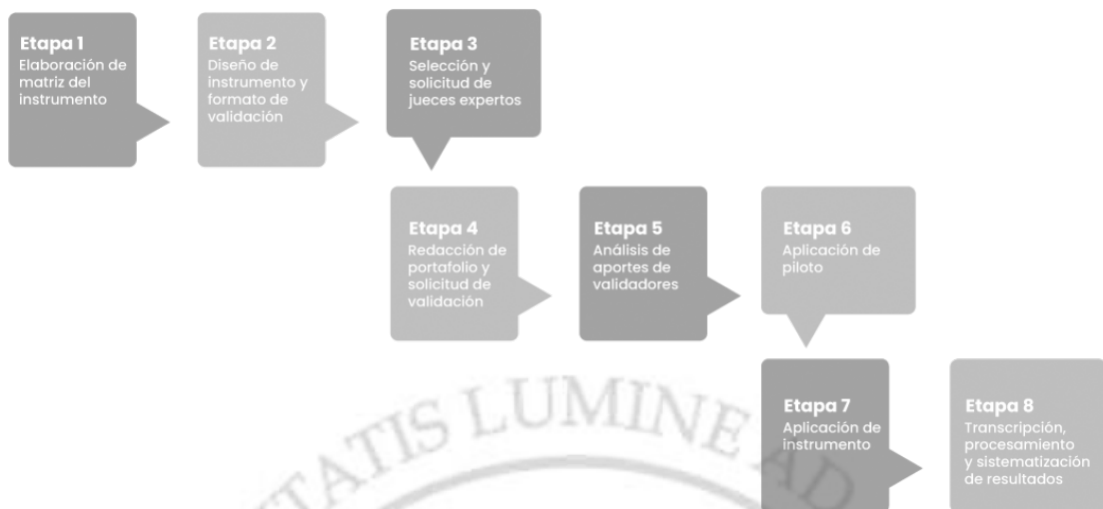 Etapa 1
Elaboración de
matriz del
instrumento
Etapa 2
Diseño de
instrumento y
formato de
validación
Etapa 3
Selección y
solicitud de
jueces expertos
Etapa 4
Redacción de
portafolio y
solicitud de
validación
Etapa 5
Análisis de
aportes de
validadores
Etapa 6
Aplicación de
piloto
Etapa 7
Aplicación de
instrumento
Etapa 8
Transcripción,
procesamiento
y sistematización
de resultados
TATIS LUMINE AD